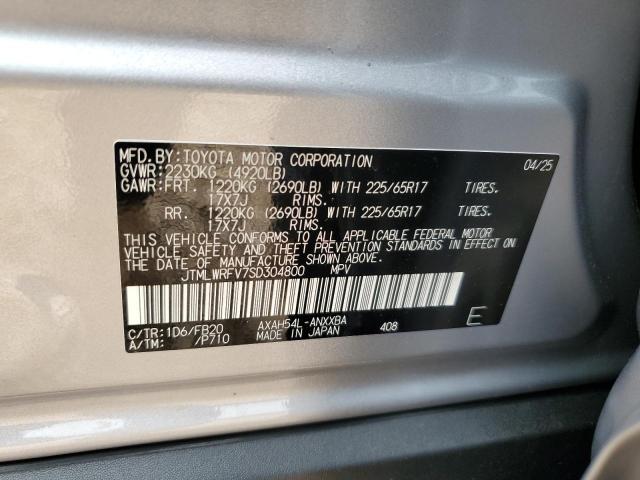 MFD.BY:TOYOTA MOTOR CORPORATION 04/25
GVWR:2230KG (4920LB)
GAWR:FRT. 1220KG (2690LB) WITH 225/65R17 TIRES.
17X7J RIMS.
RR. 1220KG (2690LB) WITH 225/65R17 TIRES.
17X7J RIMS.
THIS VEHICLE CONFORMS TO ALL APPLICABLE FEDERAL MOTOR
VEHICLE SAFETY AND THEFT PREVENTION STANDARDS IN EFFECT ON
THE DATE OF MANUFACTURE SHOWN ABOVE.
JTMLWRFV7SD304800 MPV
C/TR:1D6/FB20 AXAH54L-ANXXBA 408 E
A/TM: /P710 MADE IN JAPAN